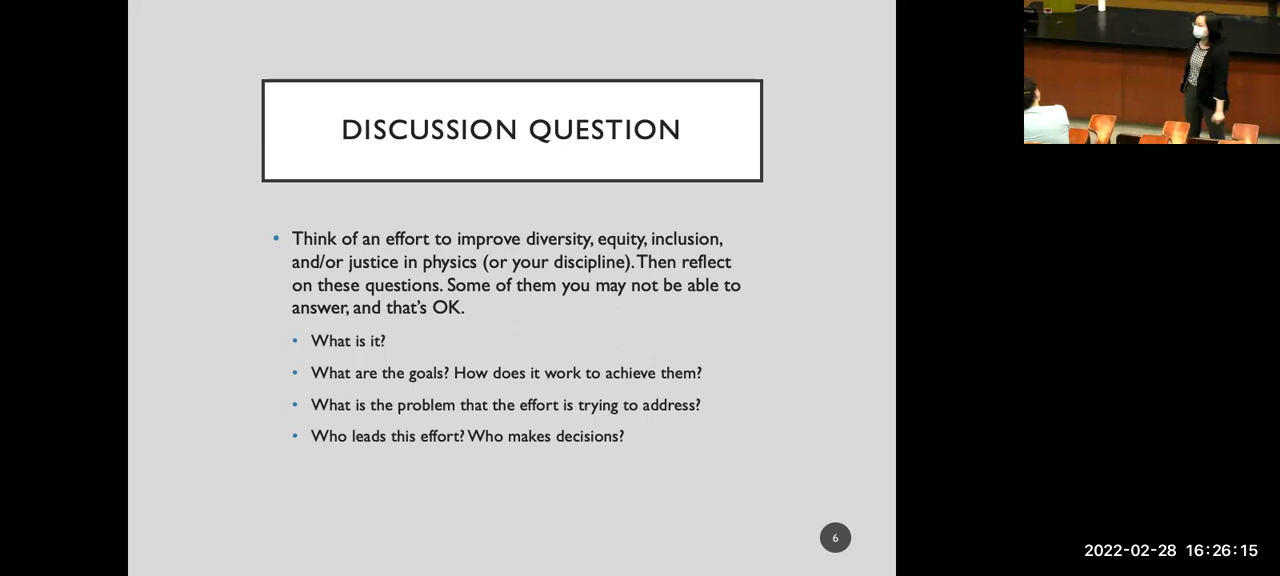 DISCUSSION QUESTION
• Think of an effort to improve diversity, equity, inclusion,
and/or justice in physics (or your discipline). Then reflect
on these questions. Some of them you may not be able to
answer, and that's OK.
• What is it?
• What are the goals? How does it work to achieve them?
• What is the problem that the effort is trying to address?
• Who leads this effort? Who makes decisions?
6
2022-02-28 16:26:15